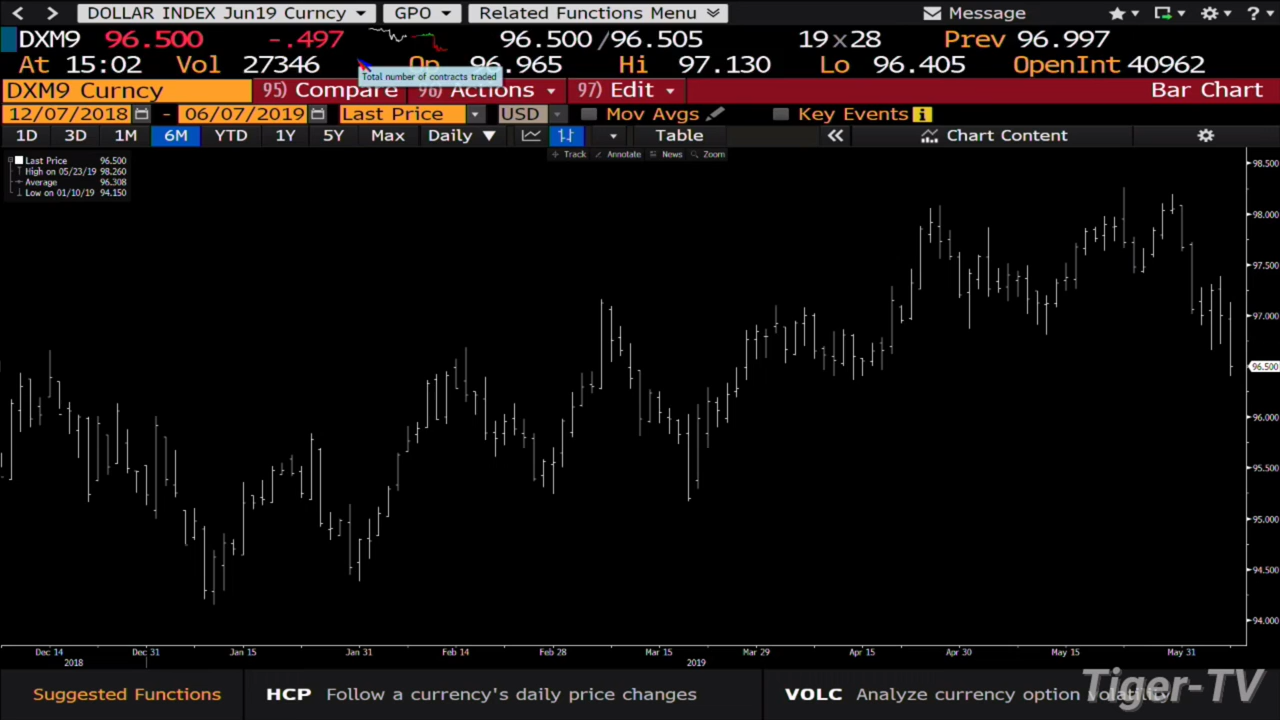 DOLLAR INDEX Jun19 Curncy GPO Related Functions Menu Message ?
DXM9 96.500 -.497 96.500 /96.505 19 x 28 Prev 96.997
At 15:02 Vol 27346 Op 96.965 Hi 97.130 Lo 96.405 OpenInt 40962
Total number of contracts traded
DXM9 Curncy 95) Compare 96) Actions 97) Edit Bar Chart
12/07/2018 - 06/07/2019 Last Price USD Mov Avgs Key Events i
1D 3D 1M 6M YTD 1Y 5Y Max Daily Table Chart Content
Track Annotate News Zoom
Last Price 96.500
High on 05/23/19 98.260
Average 96.308
Low on 01/10/19 94.150
98.500
98.000
97.500
97.000
96.500
96.000
95.500
95.000
94.500
94.000
Dec 14 Dec 31 Jan 15 Jan 31 Feb 14 Feb 28 Mar 15 Mar 29 Apr 15 Apr 30 May 15 May 31
2018 2019
Suggested Functions HCP Follow a currency's daily price changes VOLC Analyze currency option volatility
Tiger-TV